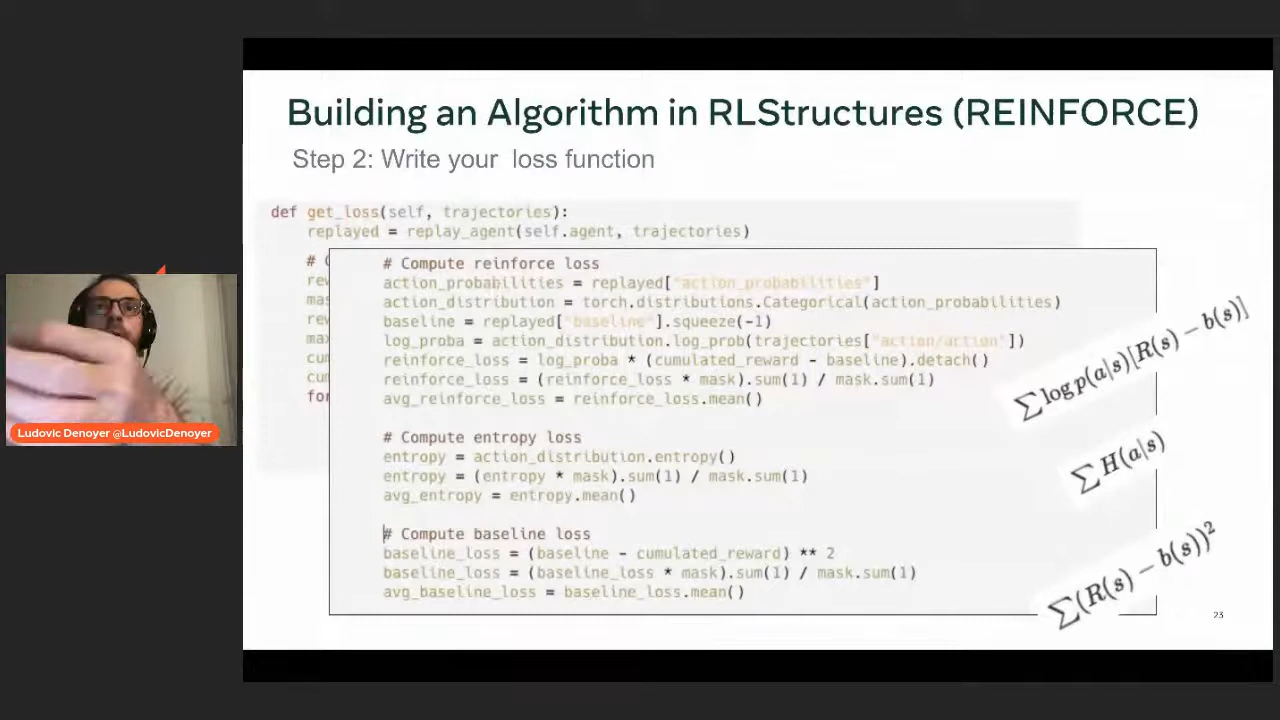 Building an Algorithm in RLStructures (REINFORCE)
Step 2: Write your loss function
def get_loss(self, trajectories):
replayed = replay_agent(self.agent, trajectories)
# Compute reinforce loss
action_probabilities = replayed["action_probabilities"]
action_distribution = torch.distributions.Categorical(action_probabilities)
baseline = replayed["baseline"].squeeze(-1)
log_proba = action_distribution.log_prob(trajectories["action/action"])
reinforce_loss = log_proba * (cumulated_reward - baseline).detach()
reinforce_loss = (reinforce_loss * mask).sum(1) / mask.sum(1)
avg_reinforce_loss = reinforce_loss.mean()
# Compute entropy loss
entropy = action_distribution.entropy()
entropy = (entropy * mask).sum(1) / mask.sum(1)
avg_entropy = entropy.mean()
# Compute baseline loss
baseline_loss = (baseline - cumulated_reward) ** 2
baseline_loss = (baseline_loss * mask).sum(1) / mask.sum(1)
avg_baseline_loss = baseline_loss.mean()
∑ log p(a|s)[R(s) − b(s)]
∑ H(a|s)
∑(R(s) − b(s))²
23
Ludovic Denoyer @LudovicDenoyer